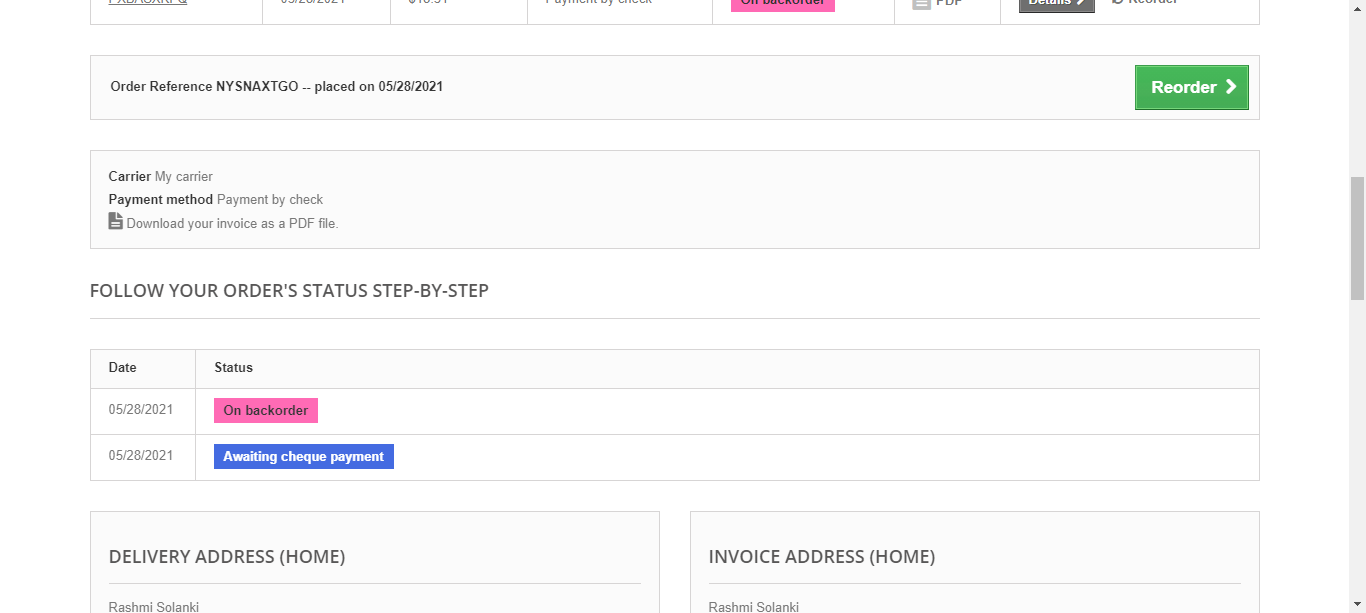 05/28/2021 Payment by check On backorder PDF Details Reorder
Order Reference NYSNAXTGO -- placed on 05/28/2021
Reorder
Carrier My carrier
Payment method Payment by check
Download your invoice as a PDF file.
FOLLOW YOUR ORDER'S STATUS STEP-BY-STEP
Date Status
05/28/2021 On backorder
05/28/2021 Awaiting cheque payment
DELIVERY ADDRESS (HOME)
Rashmi Solanki
INVOICE ADDRESS (HOME)
Rashmi Solanki